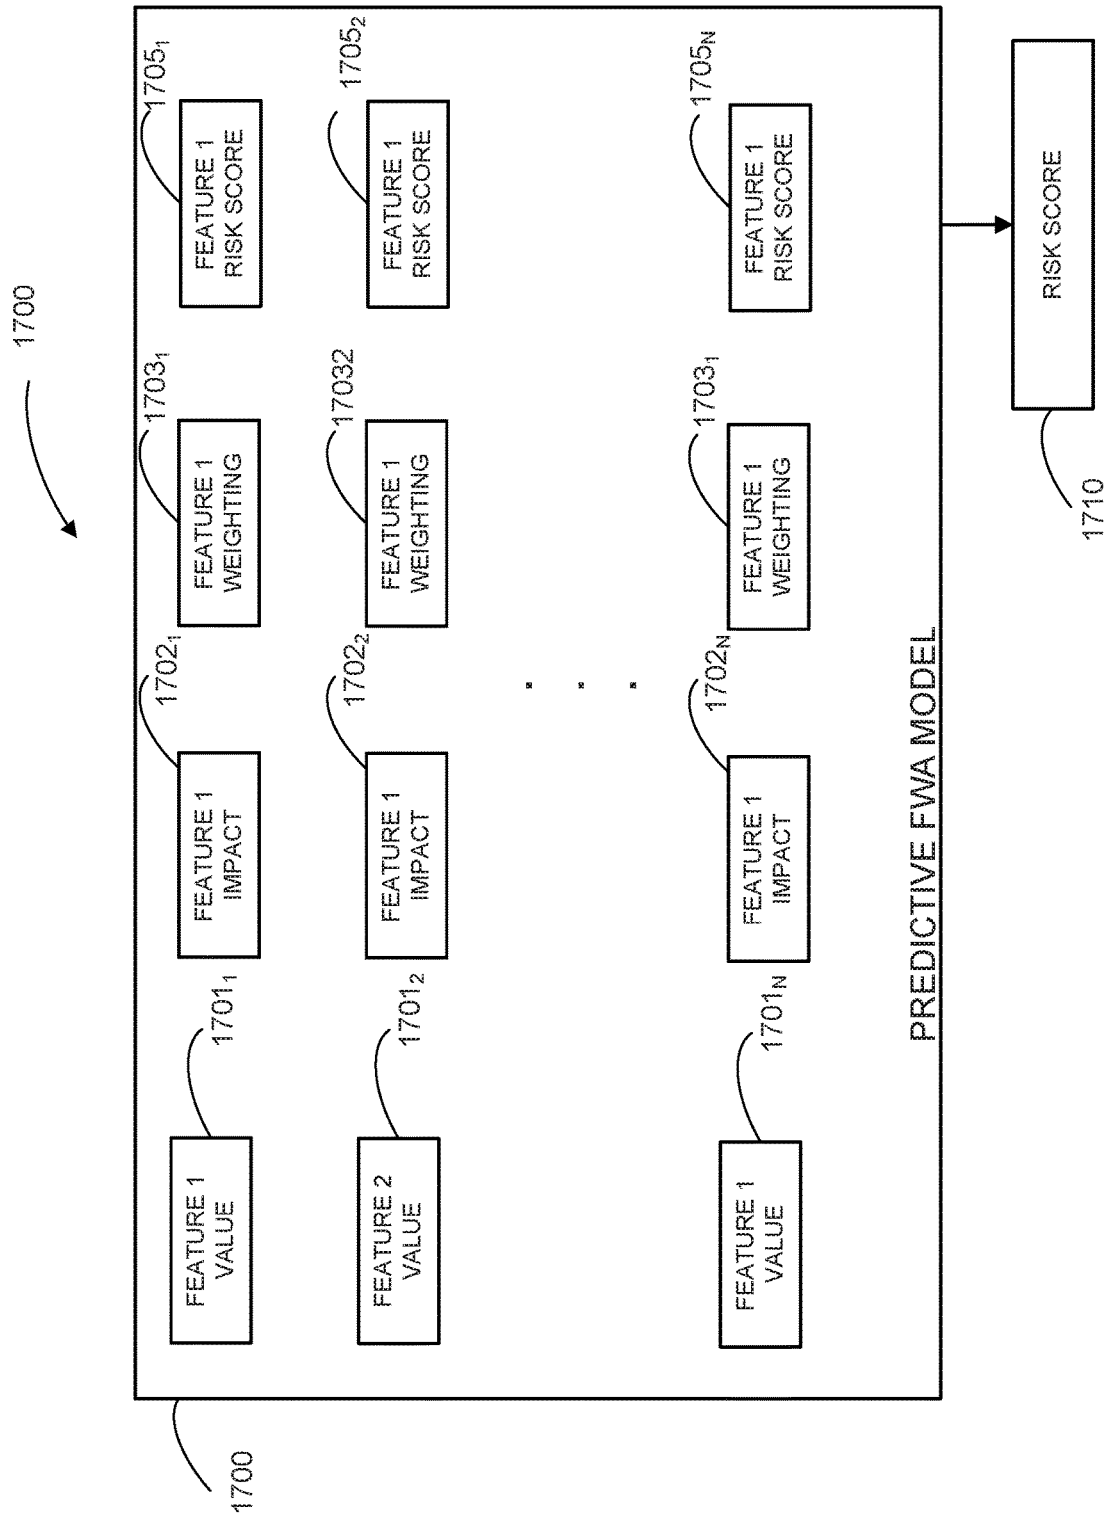 1700
1700
FEATURE 1
VALUE
1701₁
FEATURE 1
IMPACT
1702₁
FEATURE 1
WEIGHTING
1703₁
FEATURE 1
RISK SCORE
1705₁
FEATURE 2
VALUE
1701₂
FEATURE 1
IMPACT
1702₂
FEATURE 1
WEIGHTING
17032
FEATURE 1
RISK SCORE
1705₂
. . .
FEATURE 1
VALUE
1701N
FEATURE 1
IMPACT
1702N
FEATURE 1
WEIGHTING
1703₁
FEATURE 1
RISK SCORE
1705N
PREDICTIVE FWA MODEL
1710
RISK SCORE